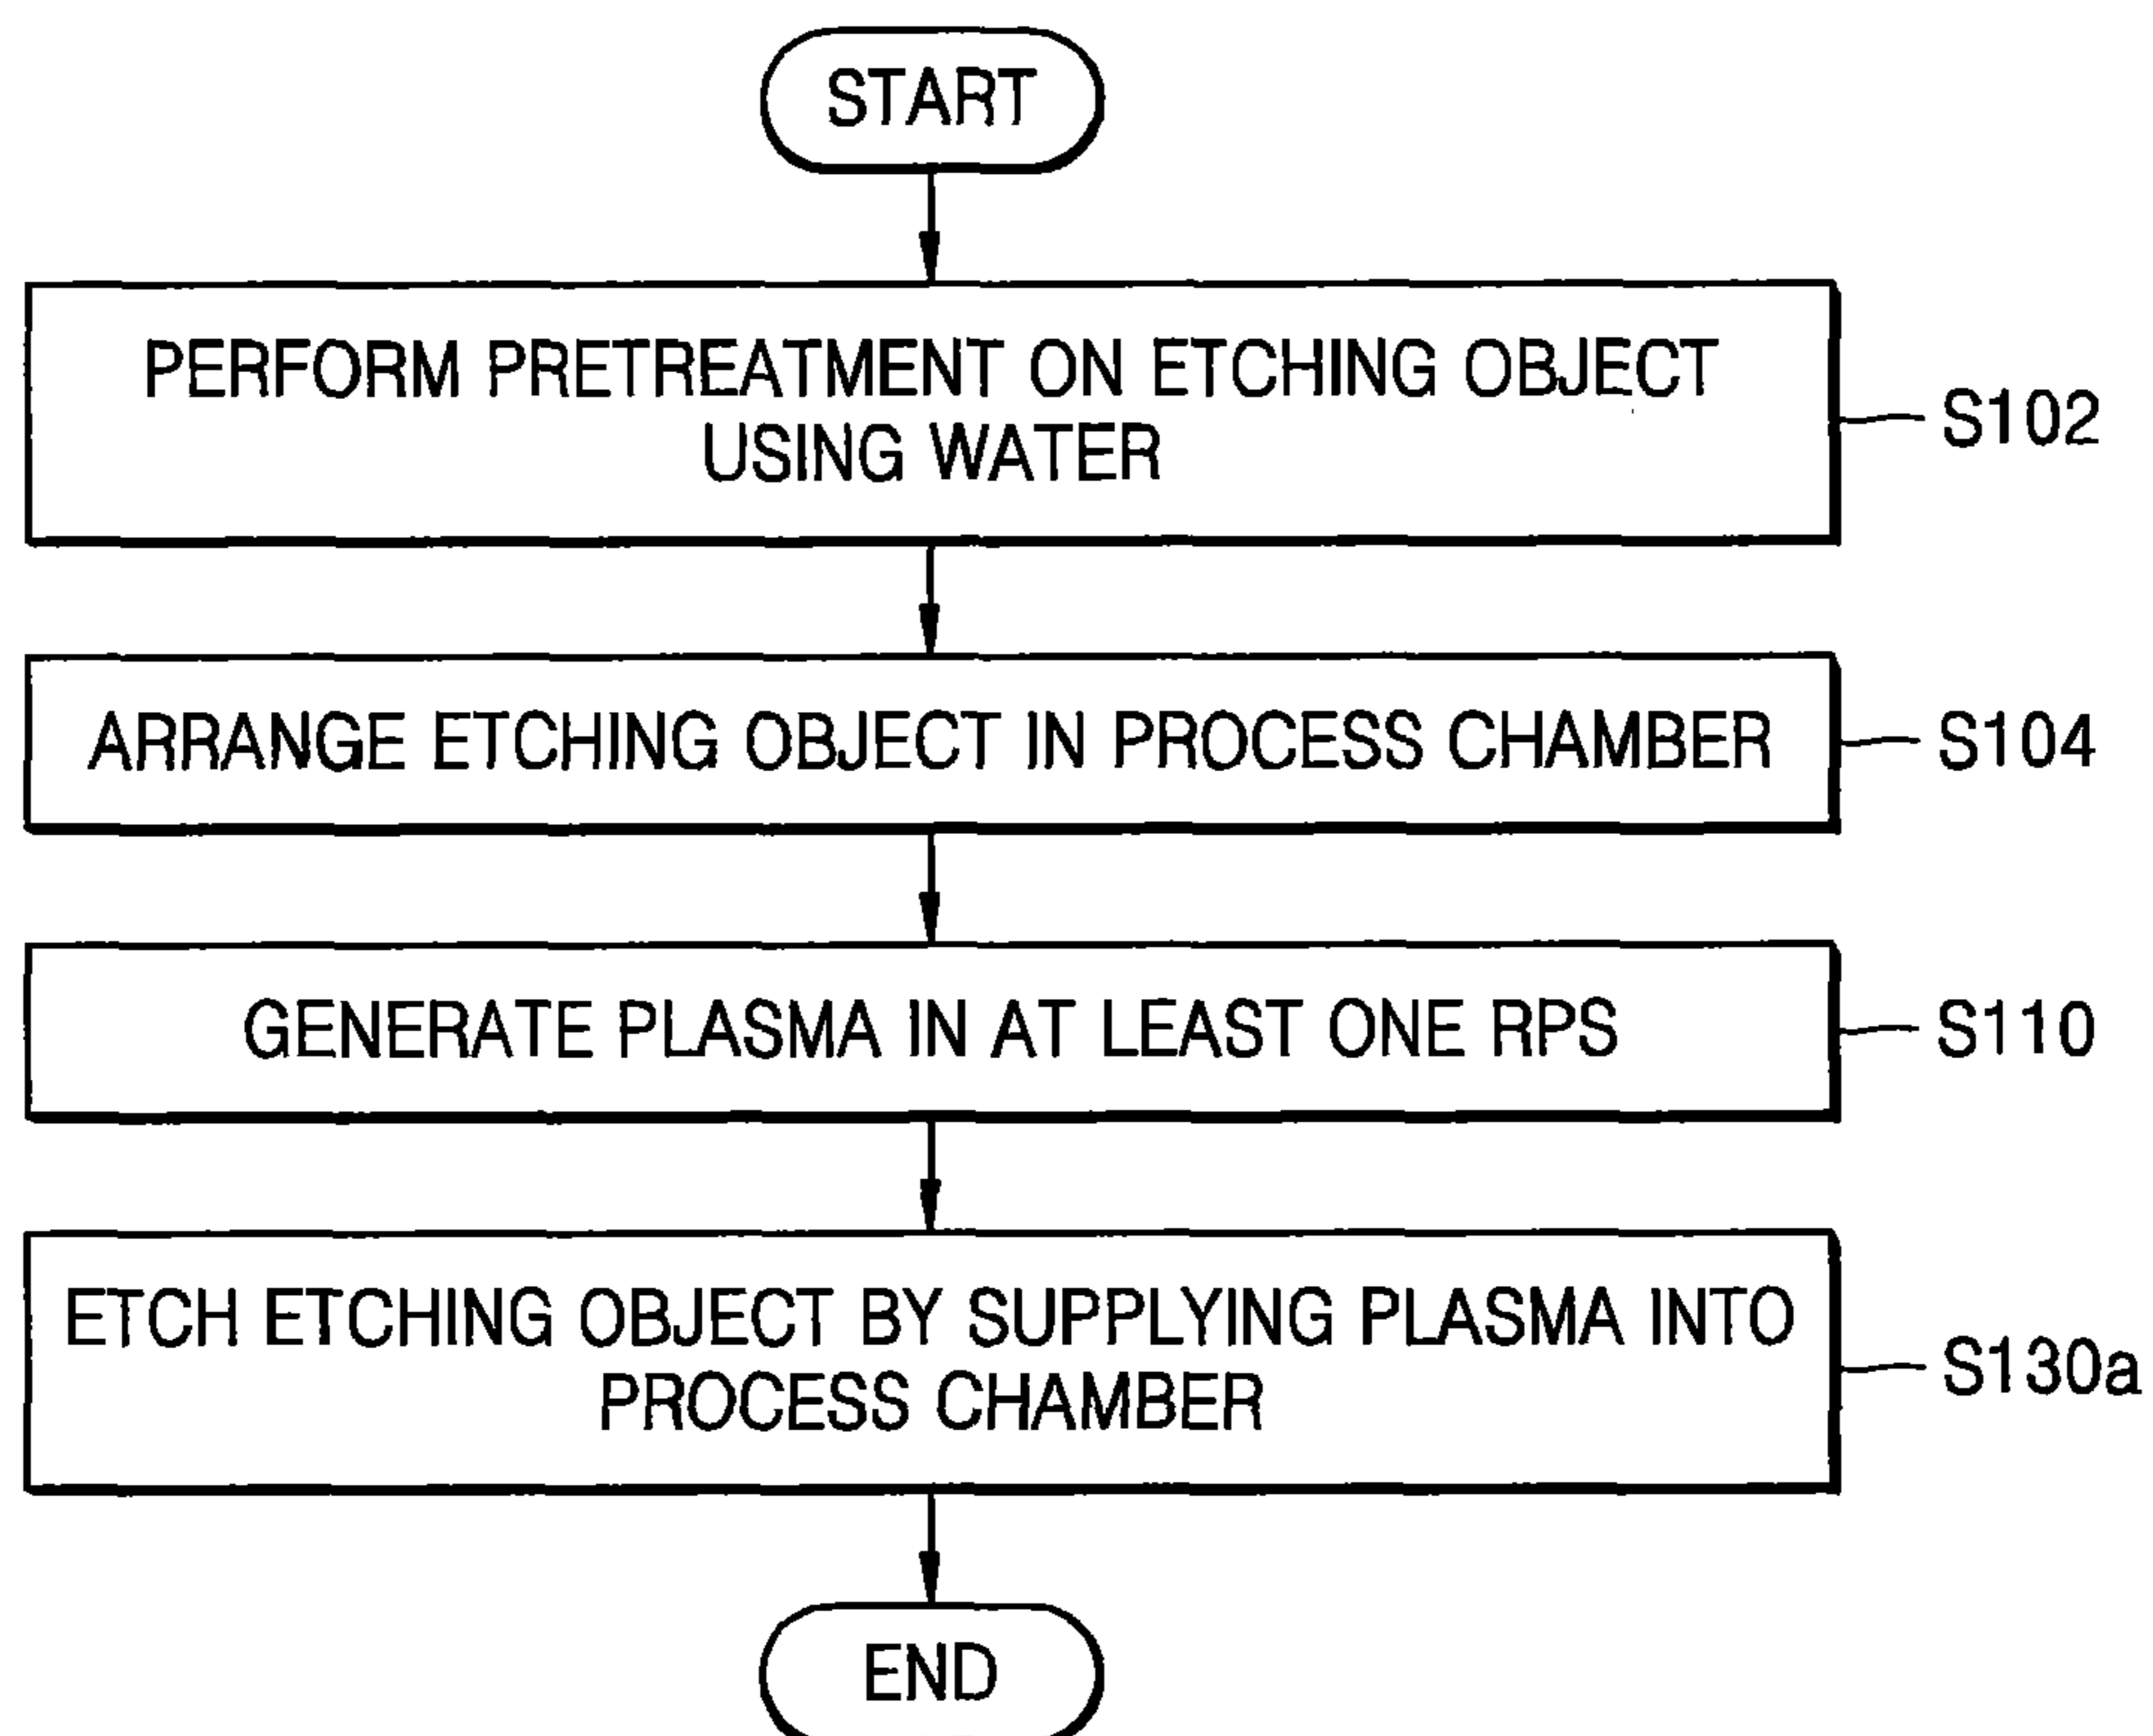 START
PERFORM PRETREATMENT ON ETCHING OBJECT
USING WATER
S102
ARRANGE ETCHING OBJECT IN PROCESS CHAMBER
S104
GENERATE PLASMA IN AT LEAST ONE RPS
S110
ETCH ETCHING OBJECT BY SUPPLYING PLASMA INTO
PROCESS CHAMBER
S130a
END